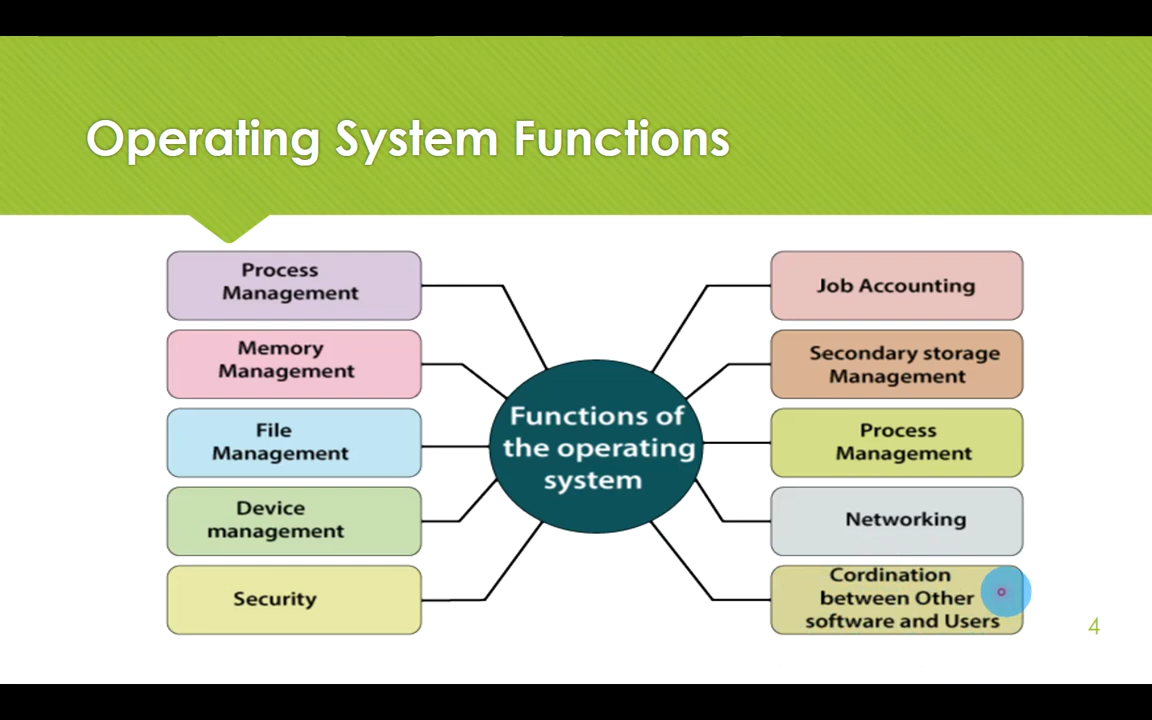 Operating System Functions
Process
Management
Memory
Management
File
Management
Device
management
Security
Functions of
the operating
system
Job Accounting
Secondary storage
Management
Process
Management
Networking
Cordination
between Other
software and Users
4